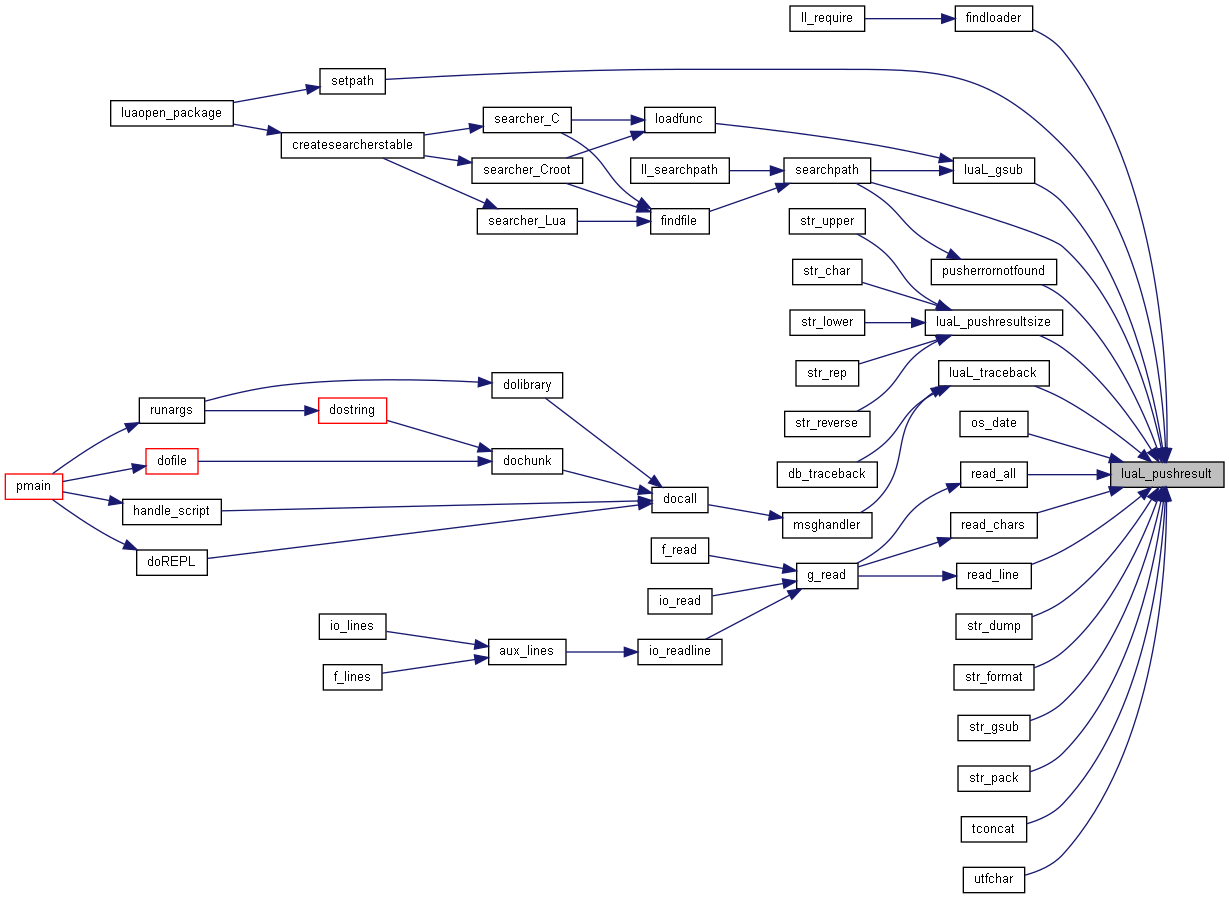 ll_require
findloader
setpath
luaopen_package
searcher_C
loadfunc
createsearcherstable
searcher_Croot
ll_searchpath
searchpath
luaL_gsub
searcher_Lua
findfile
str_upper
str_char
pusherrornotfound
str_lower
luaL_pushresultsize
str_rep
luaL_traceback
dolibrary
runargs
dostring
str_reverse
os_date
dofile
dochunk
db_traceback
read_all
luaL_pushresult
pmain
docall
handle_script
msghandler
read_chars
doREPL
f_read
g_read
read_line
io_read
io_lines
str_dump
aux_lines
io_readline
f_lines
str_format
str_gsub
str_pack
tconcat
utfchar